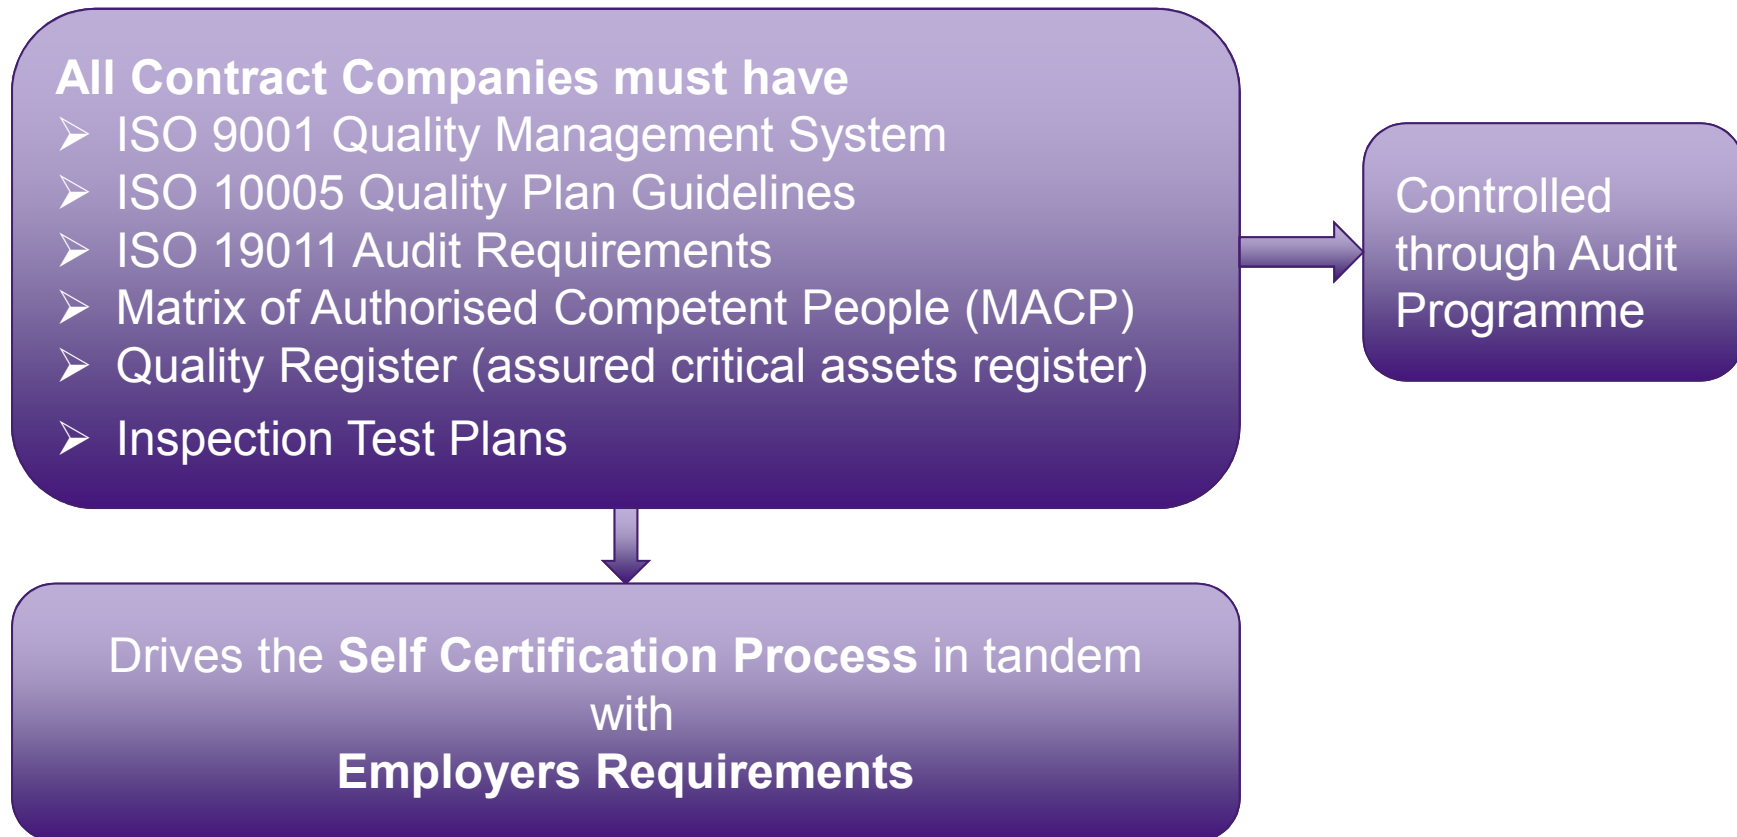 All Contract Companies must have
➢ ISO 9001 Quality Management System
➢ ISO 10005 Quality Plan Guidelines
➢ ISO 19011 Audit Requirements
➢ Matrix of Authorised Competent People (MACP)
➢ Quality Register (assured critical assets register)
➢ Inspection Test Plans
Controlled
through Audit
Programme
Drives the Self Certification Process in tandem
with
Employers Requirements